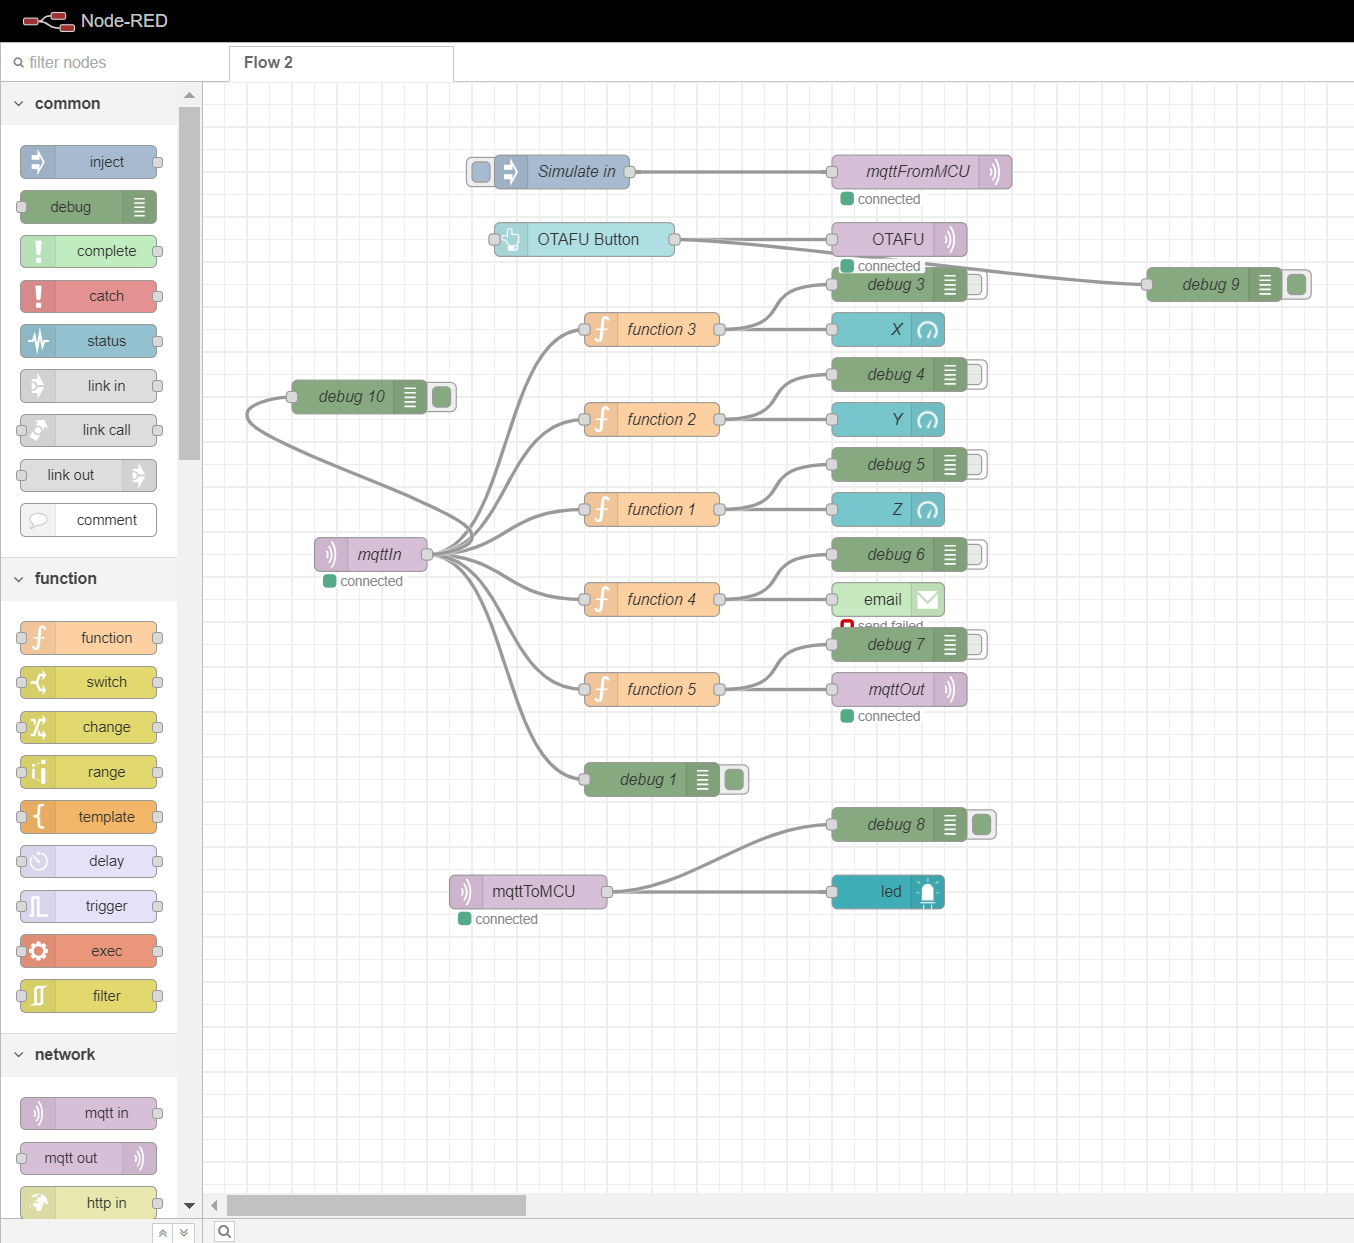 Node-RED
filter nodes
Flow 2
common
inject
debug
complete
catch
status
link in
link call
link out
comment
function
function
switch
change
range
template
delay
trigger
exec
filter
network
mqtt in
mqtt out
http in
Simulate in
mqttFromMCU
connected
OTAFU Button
OTAFU
connected
debug 3
debug 9
function 3
X
debug 4
debug 10
function 2
Y
debug 5
function 1
Z
mqttIn
connected
debug 6
function 4
email
send failed
debug 7
function 5
mqttOut
connected
debug 1
debug 8
mqttToMCU
connected
led